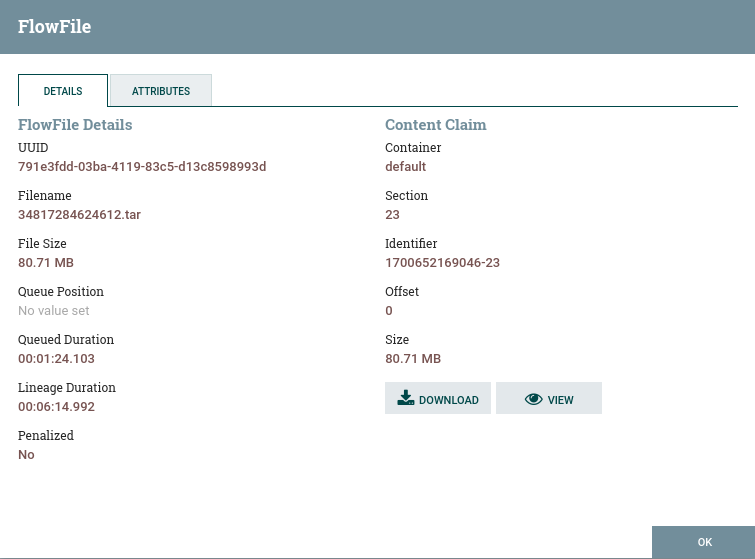 FlowFile
DETAILS
ATTRIBUTES
FlowFile Details
UUID
791e3fdd-03ba-4119-83c5-d13c8598993d
Filename
34817284624612.tar
File Size
80.71 MB
Queue Position
No value set
Queued Duration
00:01:24.103
Lineage Duration
00:06:14.992
Penalized
No
Content Claim
Container
default
Section
23
Identifier
1700652169046-23
Offset
0
Size
80.71 MB
DOWNLOAD
VIEW
OK